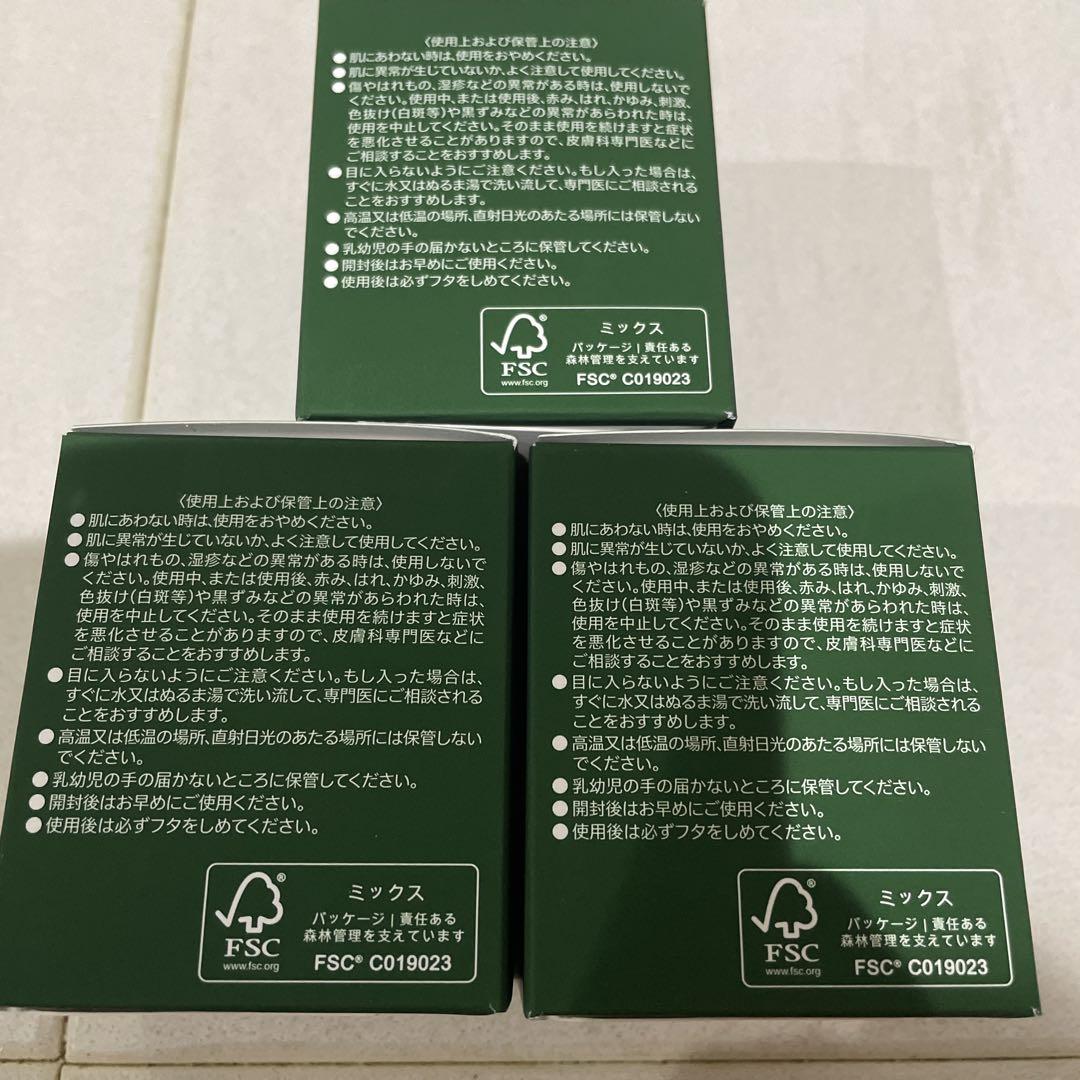 〈使用上および保管上の注意〉
●肌にあわない時は、使用をおやめください。
●肌に異常が生じていないか、よく注意して使用してください。
●傷やはれもの、湿疹などの異常がある時は、使用しないで
ください。使用中、または使用後、赤み、はれ、かゆみ、刺激、
色抜け(白斑等)や黒ずみなどの異常があらわれた時は、
使用を中止してください。そのまま使用を続けますと症状
を悪化させることがありますので、皮膚科専門医などに
ご相談することをおすすめします。
●目に入らないようにご注意ください。もし入った場合は、
すぐに水又はぬるま湯で洗い流して、専門医にご相談される
ことをおすすめします。
●高温又は低温の場所、直射日光のあたる場所には保管しない
でください。
●乳幼児の手の届かないところに保管してください。
●開封後はお早めにご使用ください。
●使用後は必ずフタをしめてください。
®
FSC
www.fsc.org
ミックス
パッケージ|責任ある
森林管理を支えています
FSC® C019023
〈使用上および保管上の注意〉
●肌にあわない時は、使用をおやめください。
●肌に異常が生じていないか、よく注意して使用してください。
●傷やはれもの、湿疹などの異常がある時は、使用しないで
ください。使用中、または使用後、赤み、はれ、かゆみ、刺激、
色抜け(白斑等)や黒ずみなどの異常があらわれた時は、
使用を中止してください。そのまま使用を続けますと症状
を悪化させることがありますので、皮膚科専門医などに
ご相談することをおすすめします。
●目に入らないようにご注意ください。もし入った場合は、
すぐに水又はぬるま湯で洗い流して、専門医にご相談される
ことをおすすめします。
●高温又は低温の場所、直射日光のあたる場所には保管しない
でください。
●乳幼児の手の届かないところに保管してください。
●開封後はお早めにご使用ください。
●使用後は必ずフタをしめてください。
®
FSC
www.fsc.org
ミックス
パッケージ|責任ある
森林管理を支えています
FSC® C019023
〈使用上および保管上の注意〉
●肌にあわない時は、使用をおやめください。
●肌に異常が生じていないか、よく注意して使用してください。
●傷やはれもの、湿疹などの異常がある時は、使用しないで
ください。使用中、または使用後、赤み、はれ、かゆみ、刺激、
色抜け(白斑等)や黒ずみなどの異常があらわれた時は、
使用を中止してください。そのまま使用を続けますと症状
を悪化させることがありますので、皮膚科専門医などに
ご相談することをおすすめします。
●目に入らないようにご注意ください。もし入った場合は、
すぐに水又はぬるま湯で洗い流して、専門医にご相談される
ことをおすすめします。
●高温又は低温の場所、直射日光のあたる場所には保管しない
でください。
●乳幼児の手の届かないところに保管してください。
●開封後はお早めにご使用ください。
●使用後は必ずフタをしめてください。
®
FSC
www.fsc.org
ミックス
パッケージ|責任ある
森林管理を支えています
FSC® C019023